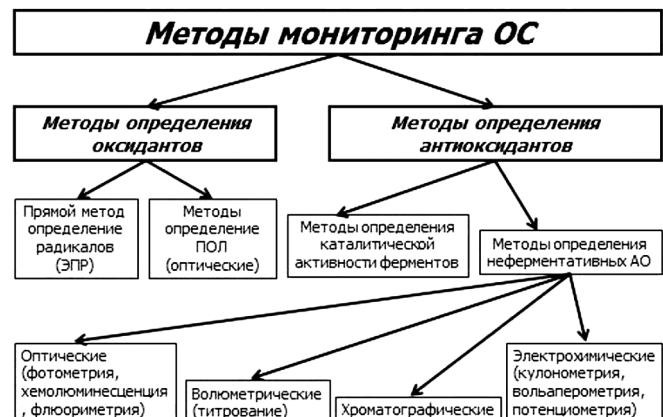 Методы мониторинга ОС
Методы определения
оксидантов
Методы определения
антиоксидантов
Прямой метод
определение
радикалов
(ЭПР)
Методы
определение
ПОЛ
(оптические)
Методы определения
каталитической
активности ферментов
Методы определения
неферментативных АО
Оптические
(фотометрия,
хемолюминесценция
, флюориметрия)
Волюметрические
(титрование)
Хроматографические
Электрохимические
(кулонометрия,
вольаперометрия,
потенциометрия)